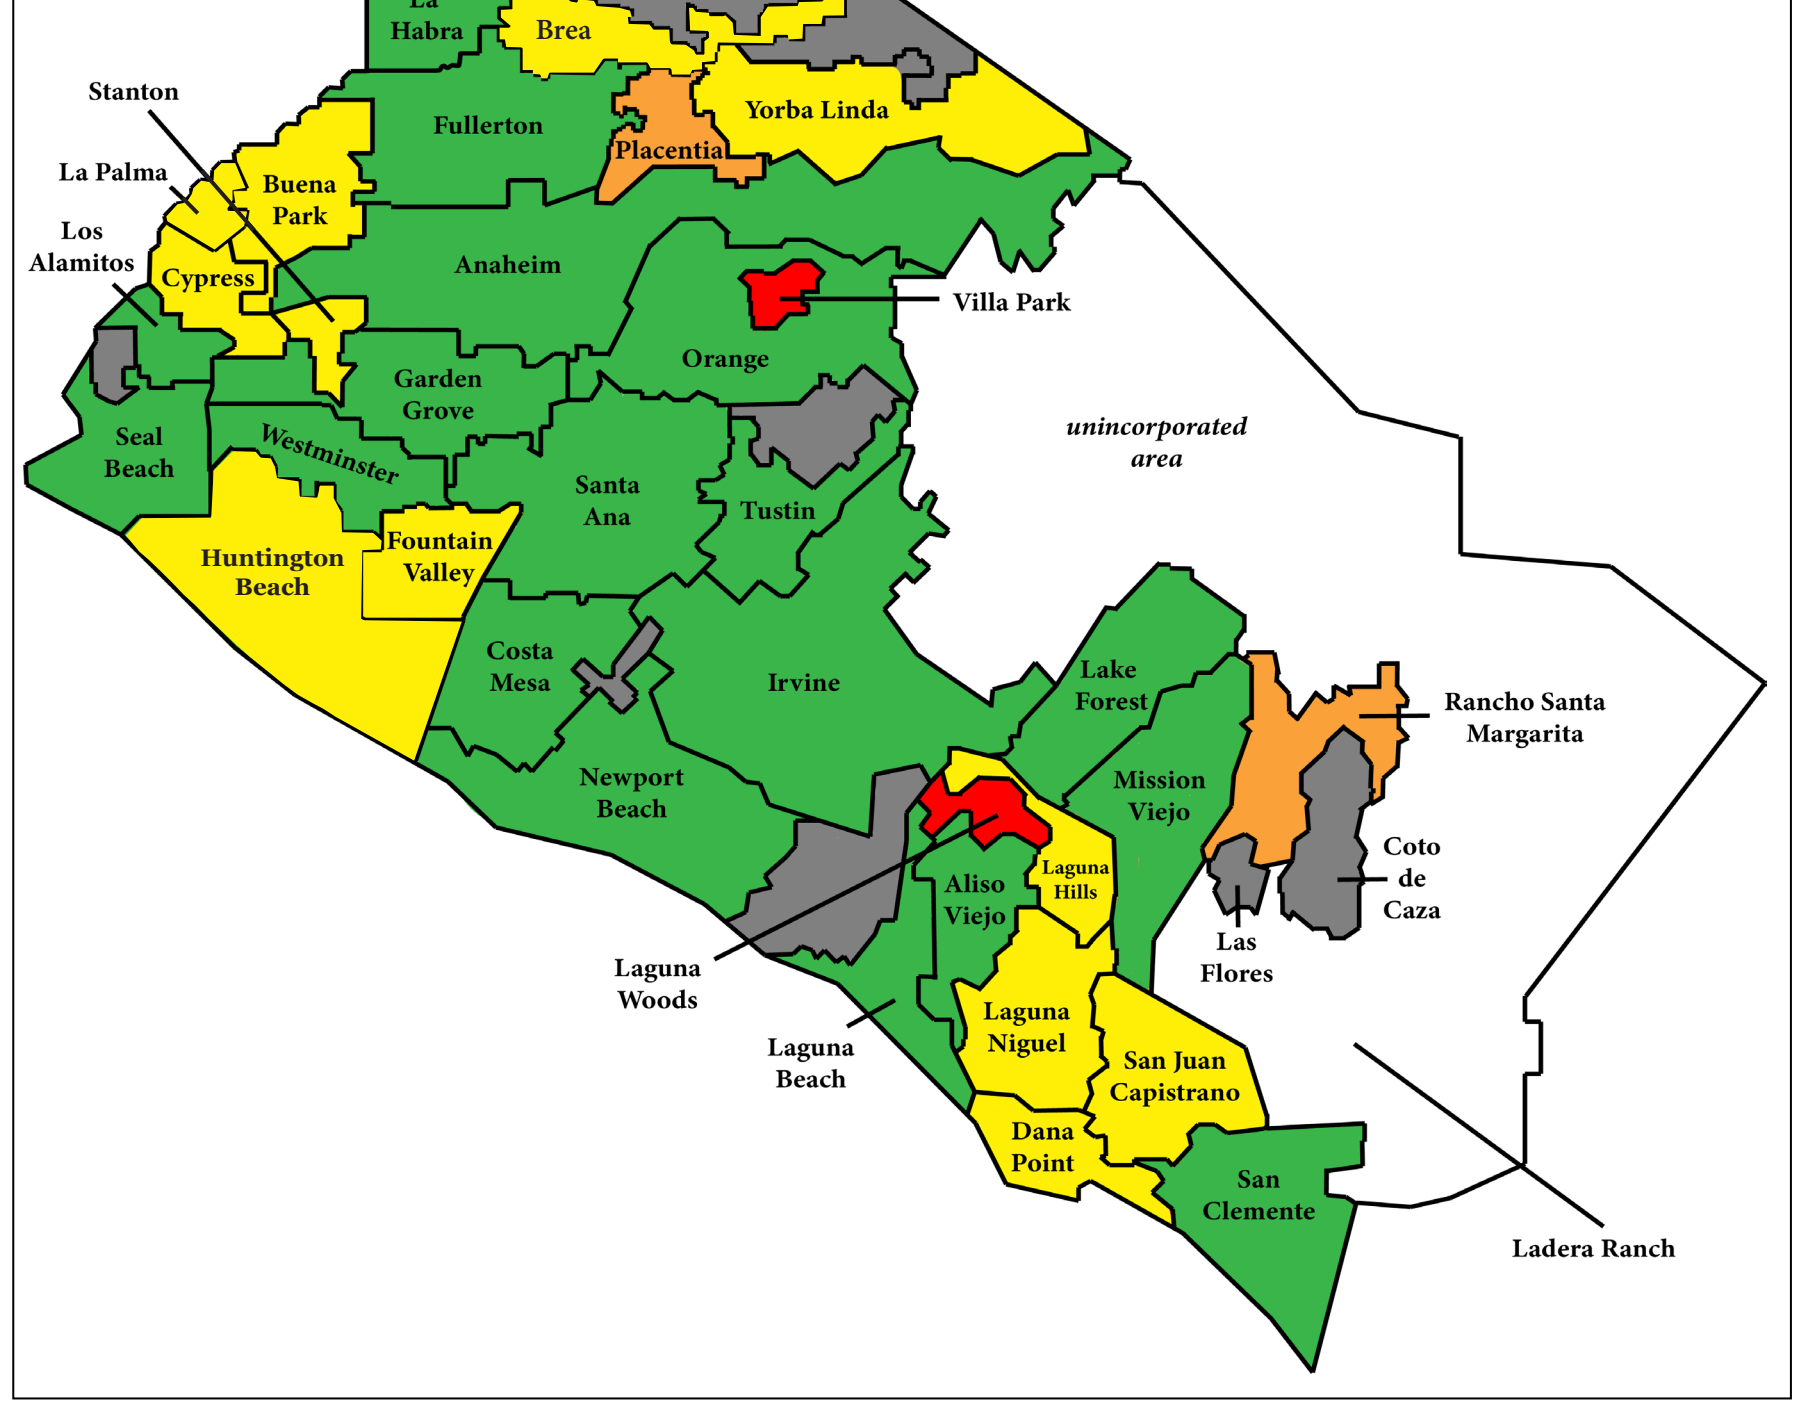 La
Habra
Brea
Stanton
Yorba Linda
Fullerton
Placentia
La Palma
Buena
Park
Los
Alamitos
Anaheim
Cypress
Villa Park
Orange
Garden
Grove
unincorporated
area
Seal
Beach
Westminster
Santa
Ana
Tustin
Fountain
Valley
Huntington
Beach
Costa
Mesa
Irvine
Lake
Forest
Rancho Santa
Margarita
Newport
Beach
Mission
Viejo
Laguna
Hills
Aliso
Viejo
Coto
de
Caza
Las
Flores
Laguna
Woods
Laguna
Niguel
Laguna
Beach
San Juan
Capistrano
Dana
Point
San
Clemente
Ladera Ranch